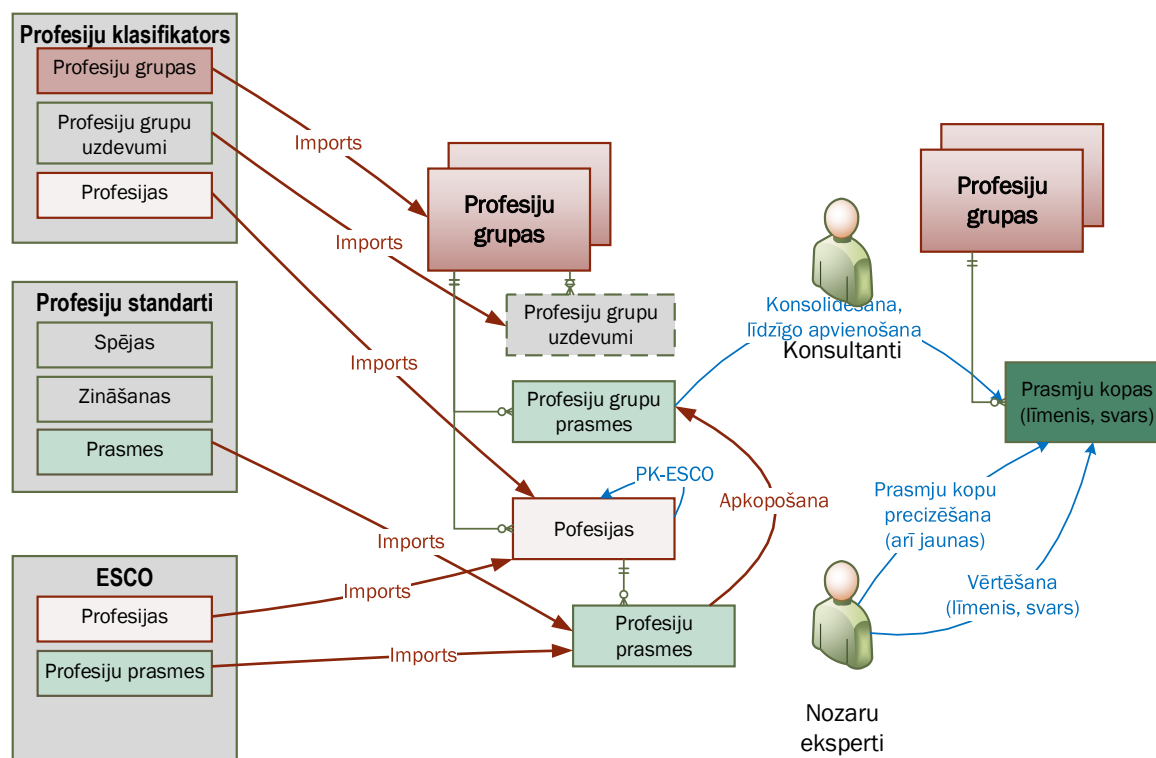 Profesiju klasifikators
Profesiju grupas
Profesiju grupu
uzdevumi
Profesijas
Profesiju standarti
Spējas
Zināšanas
Prasmes
ESCO
Profesijas
Profesiju prasmes
Imports
Imports
Imports
Imports
Imports
Imports
Profesiju
grupas
Profesiju grupu
uzdevumi
Profesiju grupu
prasmes
PK-ESCO
Pofesijas
Apkopošana
Profesiju
prasmes
Konsolidēšana,
līdzīgo apvienošana
Konsultanti
Profesiju
grupas
Prasmju kopas
(līmenis, svars)
Prasmju kopu
precizēšana
(arī jaunas)
Vērtēšana
(līmenis, svars)
Nozaru
eksperti